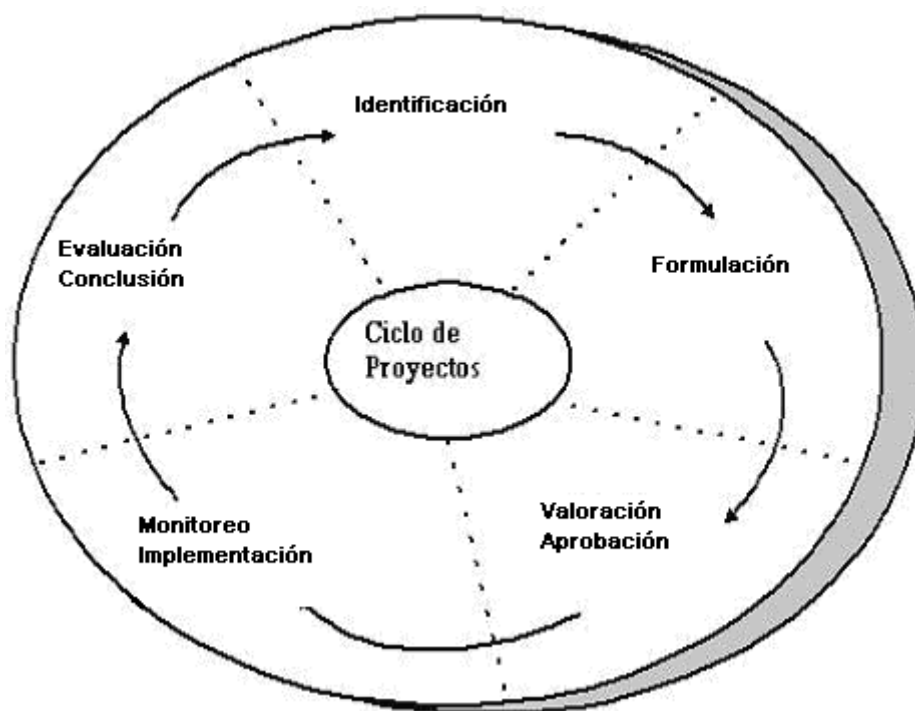 Identificación
Formulación
Valoración
Aprobación
Monitoreo
Implementación
Evaluación
Conclusión
Ciclo de
Proyectos